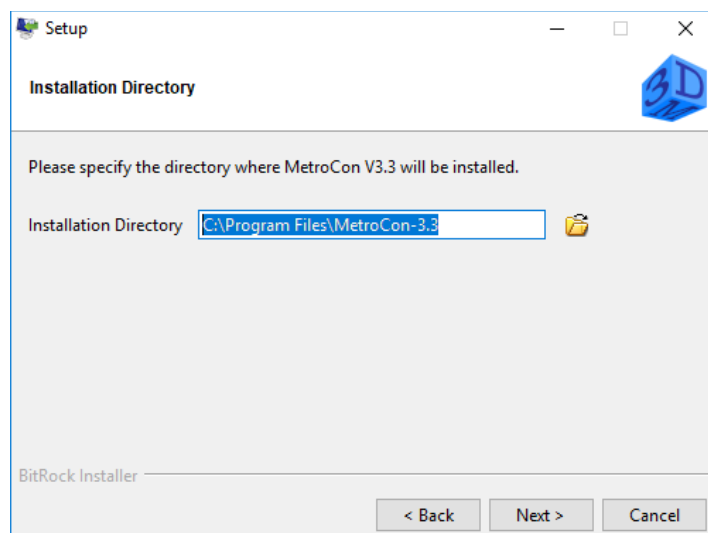 Setup
Installation Directory
3DM
Please specify the directory where MetroCon V3.3 will be installed.
Installation Directory C:\Program Files\MetroCon-3.3
BitRock Installer
< Back Next > Cancel